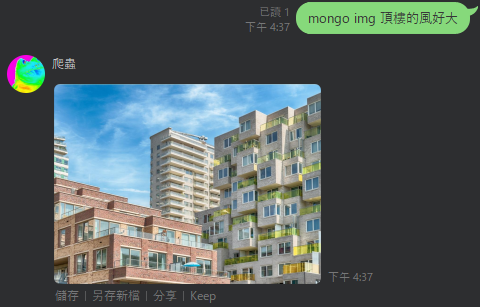 已讀 1
下午 4:37
mongo img 頂樓的風好大
爬蟲
下午 4:37
儲存 | 另存新檔 | 分享 | Keep